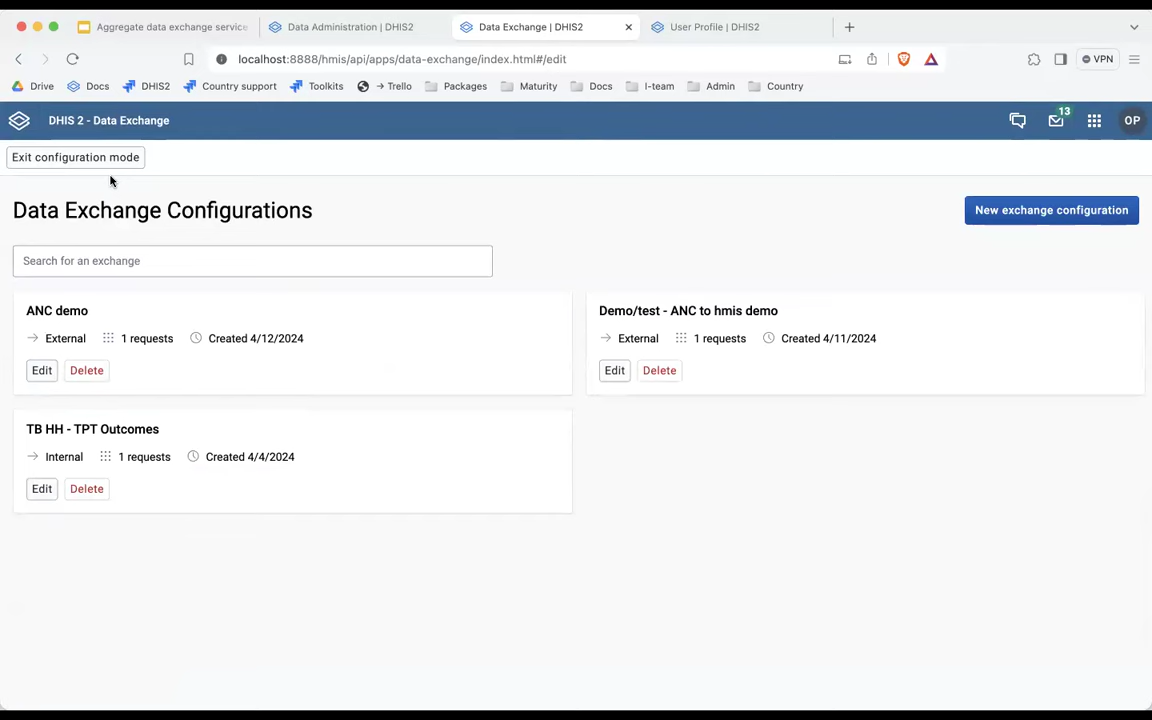 Aggregate data exchange service
Data Administration | DHIS2
Data Exchange | DHIS2
User Profile | DHIS2
localhost:8888/hmis/api/apps/data-exchange/index.html#/edit
VPN
Drive
Docs
DHIS2
Country support
Toolkits
→ Trello
Packages
Maturity
Docs
I-team
Admin
Country
DHIS 2 - Data Exchange
13
OP
Exit configuration mode
Data Exchange Configurations
New exchange configuration
Search for an exchange
ANC demo
External 1 requests Created 4/12/2024
Edit Delete
Demo/test - ANC to hmis demo
External 1 requests Created 4/11/2024
Edit Delete
TB HH - TPT Outcomes
Internal 1 requests Created 4/4/2024
Edit Delete